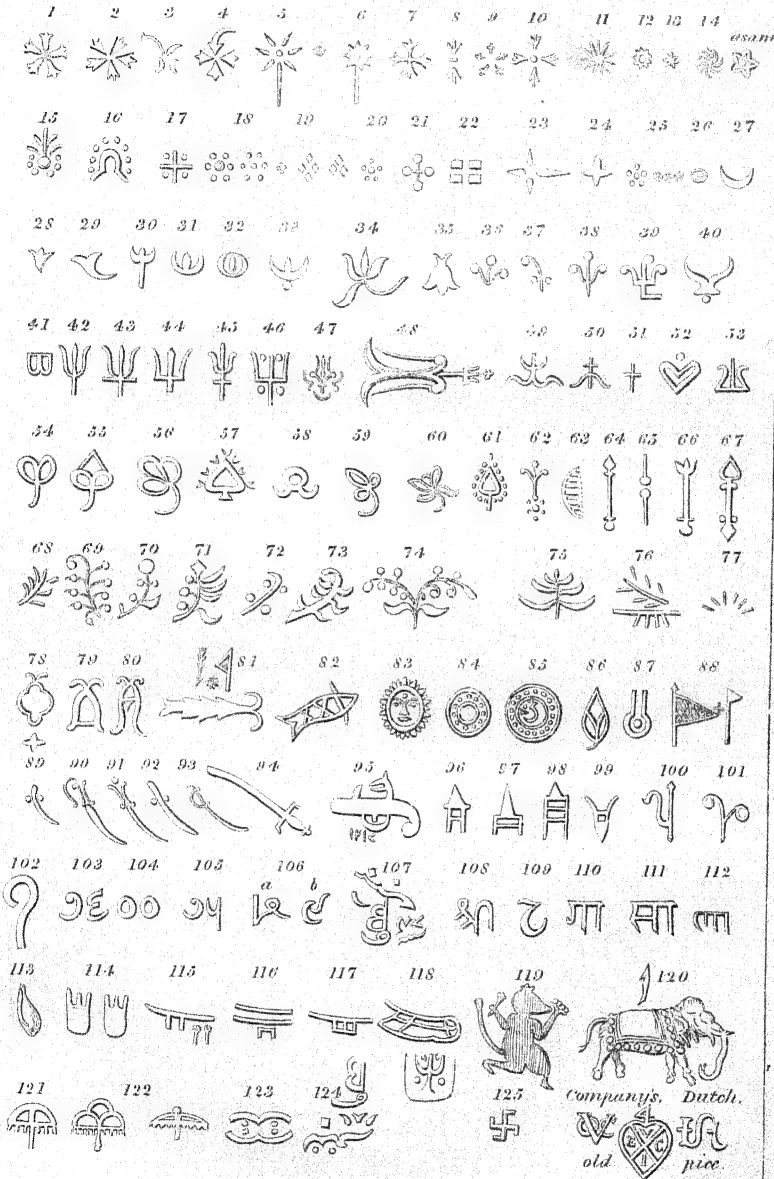 1 2 3 4 5 6 7 8 9 10 11 12 13 14
asam
15 16 17 18 19 20 21 22 23 24 25 26 27
28 29 30 31 32 33 34 35 36 37 38 39 40
41 42 43 44 45 46 47 48 49 50 51 52 53
54 55 56 57 58 59 60 61 62 63 64 65 66 67
68 69 70 71 72 73 74 75 76 77
78 79 80 81 82 83 84 85 86 87 88
89 90 91 92 93 94 95 96 97 98 99 100 101
102 103 104 105 106 107 108 109 110 111 112
a b
113 114 115 116 117 118 119 120
121 122 123 124 125 Company's, Dutch.
old pice.